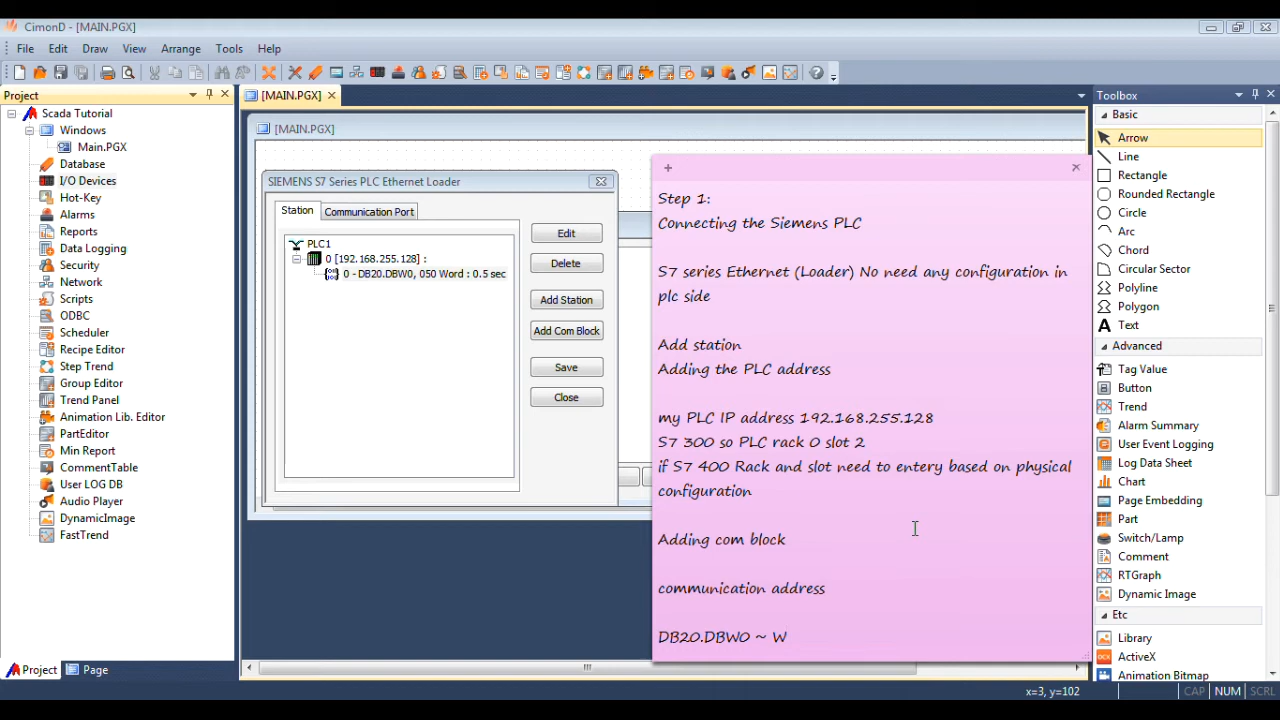 CimonD - [MAIN.PGX]
File Edit Draw View Arrange Tools Help
Project
Scada Tutorial
Windows
Main.PGX
Database
I/O Devices
Hot-Key
Alarms
Reports
Data Logging
Security
Network
Scripts
ODBC
Scheduler
Recipe Editor
Step Trend
Group Editor
Trend Panel
Animation Lib. Editor
PartEditor
Min Report
CommentTable
User LOG DB
Audio Player
DynamicImage
FastTrend
Project Page
[MAIN.PGX]
[MAIN.PGX]
SIEMENS S7 Series PLC Ethernet Loader
Station Communication Port
PLC1
0 [192.168.255.128] :
0 - DB20.DBW0, 050 Word : 0.5 sec
Edit
Delete
Add Station
Add Com Block
Save
Close
Step 1:
Connecting the Siemens PLC
S7 series Ethernet (Loader) No need any configuration in
plc side
Add station
Adding the PLC address
my PLC IP address 192.168.255.128
S7 300 so PLC rack 0 slot 2
if S7 400 Rack and slot need to entery based on physical
configuration
Adding com block
communication address
DB20.DBW0 ~ W
Toolbox
Basic
Arrow
Line
Rectangle
Rounded Rectangle
Circle
Arc
Chord
Circular Sector
Polyline
Polygon
Text
Advanced
Tag Value
Button
Trend
Alarm Summary
User Event Logging
Log Data Sheet
Chart
Page Embedding
Part
Switch/Lamp
Comment
RTGraph
Dynamic Image
Etc
Library
ActiveX
Animation Bitmap
x=3, y=102 CAP NUM SCRL